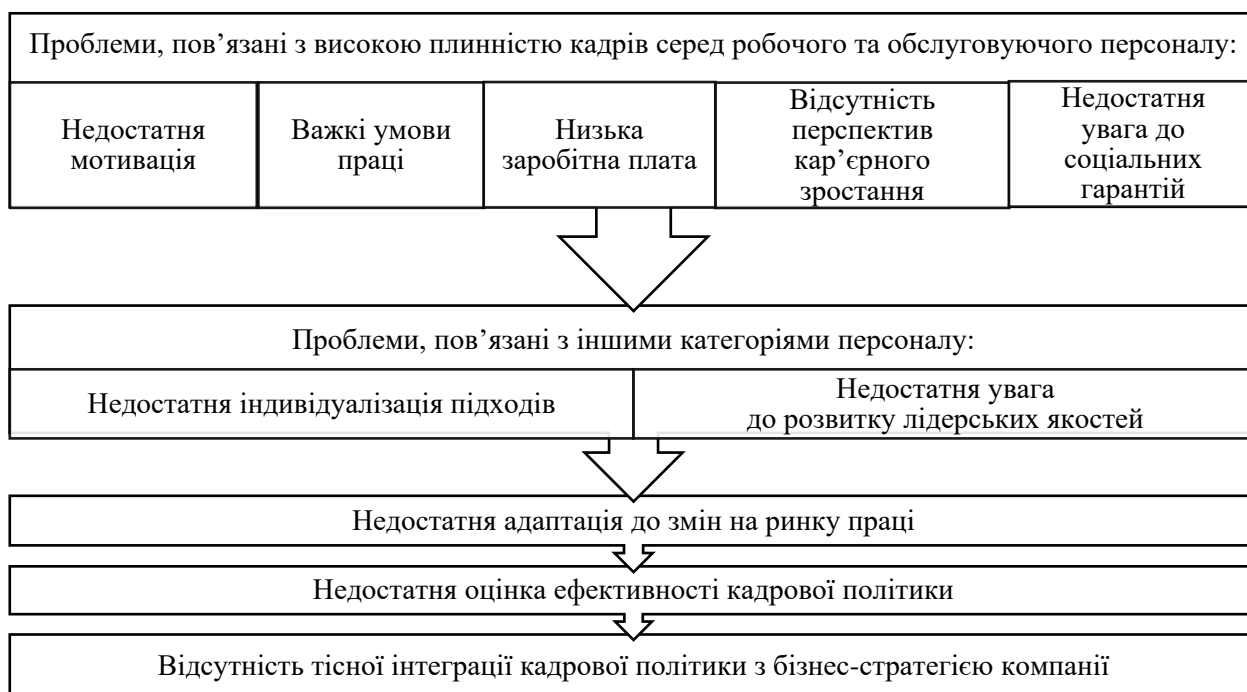 Проблеми, пов’язані з високою плинністю кадрів серед робочого та обслуговуючого персоналу:
Недостатня
мотивація
Важкі умови
праці
Низька
заробітна плата
Відсутність
перспектив
кар’єрного
зростання
Недостатня
увага до
соціальних
гарантій
Проблеми, пов’язані з іншими категоріями персоналу:
Недостатня індивідуалізація підходів
Недостатня увага
до розвитку лідерських якостей
Недостатня адаптація до змін на ринку праці
Недостатня оцінка ефективності кадрової політики
Відсутність тісної інтеграції кадрової політики з бізнес-стратегією компанії